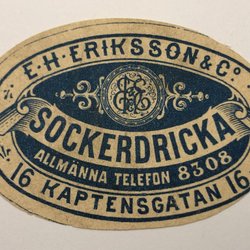 E.H. ERIKSSON & Co.
SOCKERDRICKA
ALLMÄNNA TELEFON 8308
16 KAPTENSGATAN 16